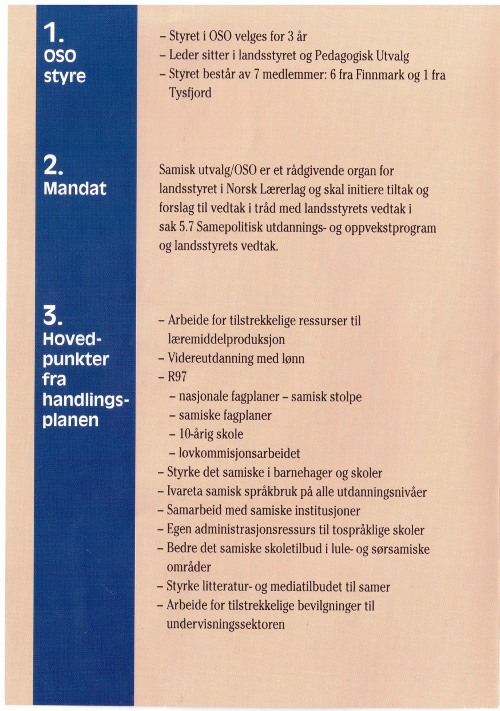 1.
OSO
styre
– Styret i OSO velges for 3 år
– Leder sitter i landsstyret og Pedagogisk Utvalg
– Styret består av 7 medlemmer: 6 fra Finnmark og 1 fra
Tysfjord
2.
Mandat
Samisk utvalg/OSO er et rådgivende organ for
landsstyret i Norsk Lærerlag og skal initiere tiltak og
forslag til vedtak i tråd med landsstyrets vedtak i
sak 5.7 Samepolitisk utdannings- og oppvekstprogram
og landsstyrets vedtak.
3.
Hoved-
punkter
fra
handlings-
planen
– Arbeide for tilstrekkelige ressurser til
læremiddelproduksjon
– Videreutdanning med lønn
– R97
– nasjonale fagplaner – samisk stolpe
– samiske fagplaner
– 10-årig skole
– lovkommisjonsarbeidet
– Styrke det samiske i barnehager og skoler
– Ivareta samisk språkbruk på alle utdanningsnivåer
– Samarbeid med samiske institusjoner
– Egen administrasjonsressurs til tospråklige skoler
– Bedre det samiske skoletilbud i lule- og sørsamiske
områder
– Styrke litteratur- og mediatilbudet til samer
– Arbeide for tilstrekkelige bevilgninger til
undervisningssektoren